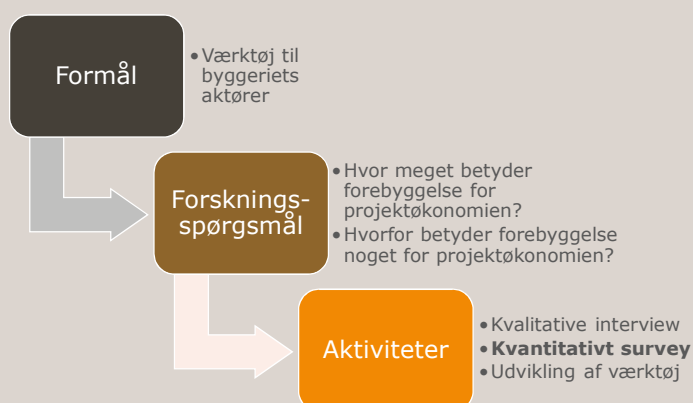 Formål
• Værktøj til
byggeriets
aktører
Forsknings-
spørgsmål
• Hvor meget betyder
forebyggelse for
projektøkonomien?
• Hvorfor betyder forebyggelse
noget for projektøkonomien?
Aktiviteter
• Kvalitative interview
• Kvantitativt survey
• Udvikling af værktøj